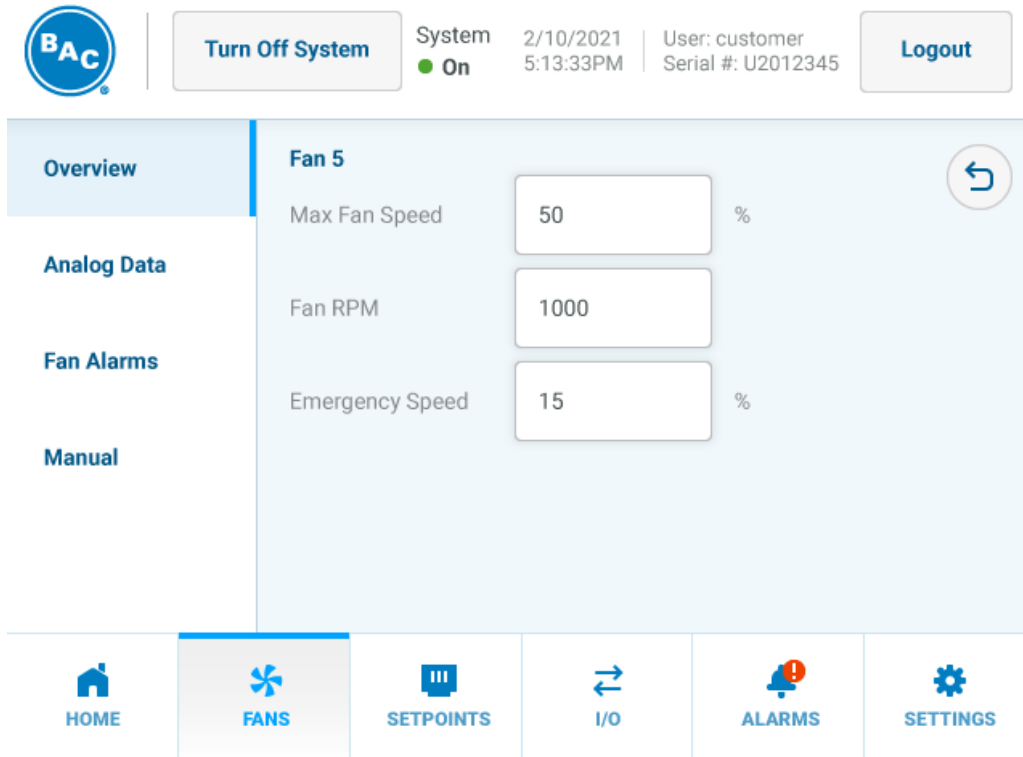 BAC®
Turn Off System
System
On
2/10/2021
5:13:33PM
User: customer
Serial #: U2012345
Logout
Overview
Analog Data
Fan Alarms
Manual
Fan 5
Max Fan Speed 50 %
Fan RPM 1000
Emergency Speed 15 %
HOME
FANS
SETPOINTS
I/O
ALARMS
SETTINGS